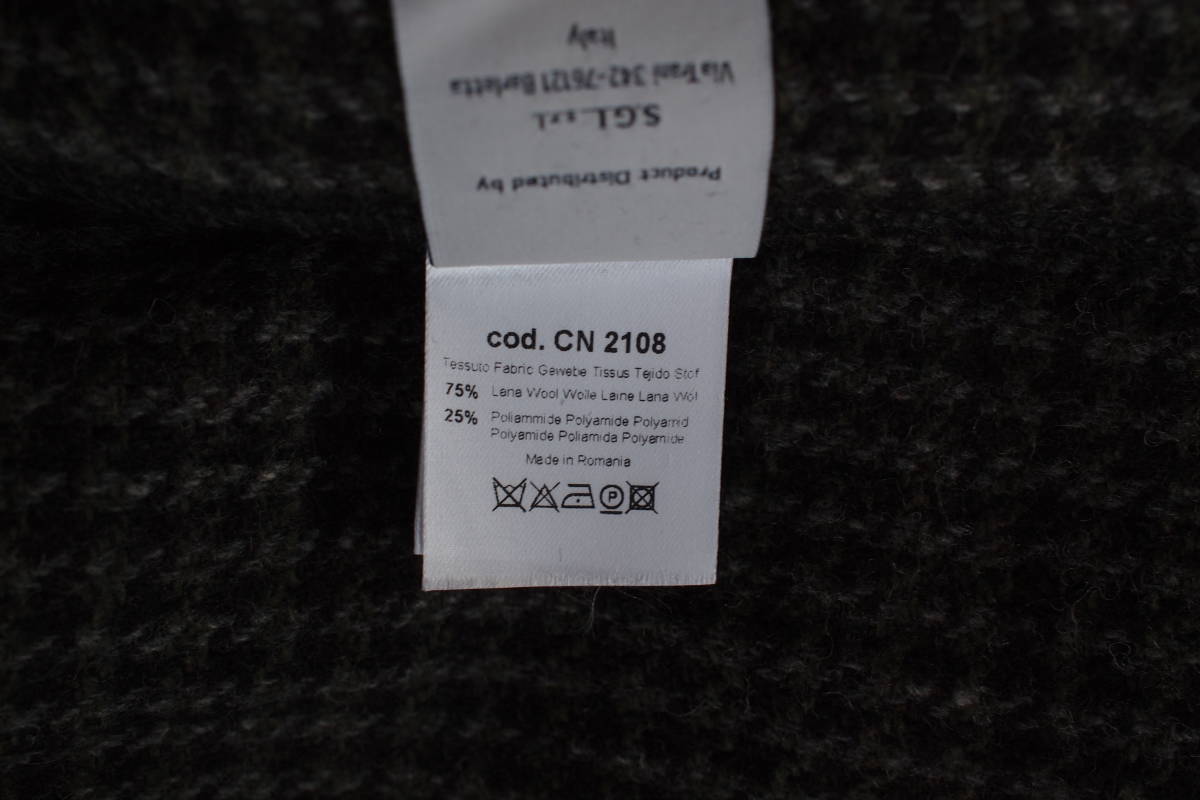 Product Distributed by
S.G.L. s.r.l.
Via Trani 342-76121 Barletta
Italy
cod. CN 2108
Tessuto Fabric Gewebe Tissus Tejido Stof
75% Lana Wool Wolle Laine Lana Wol
25% Poliammide Polyamide Polyamid
Polyamide Poliamida Polyamide
Made in Romania
P